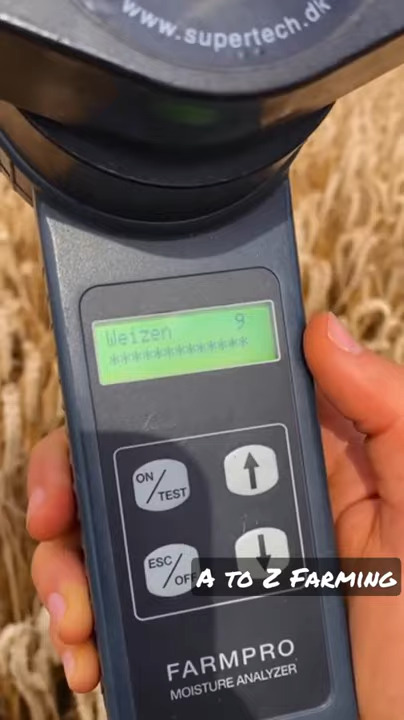 www.supertech.dk
Weizen 9
*************
ON/TEST
ESC/OFF
A to Z Farming
FARMPRO
MOISTURE ANALYZER